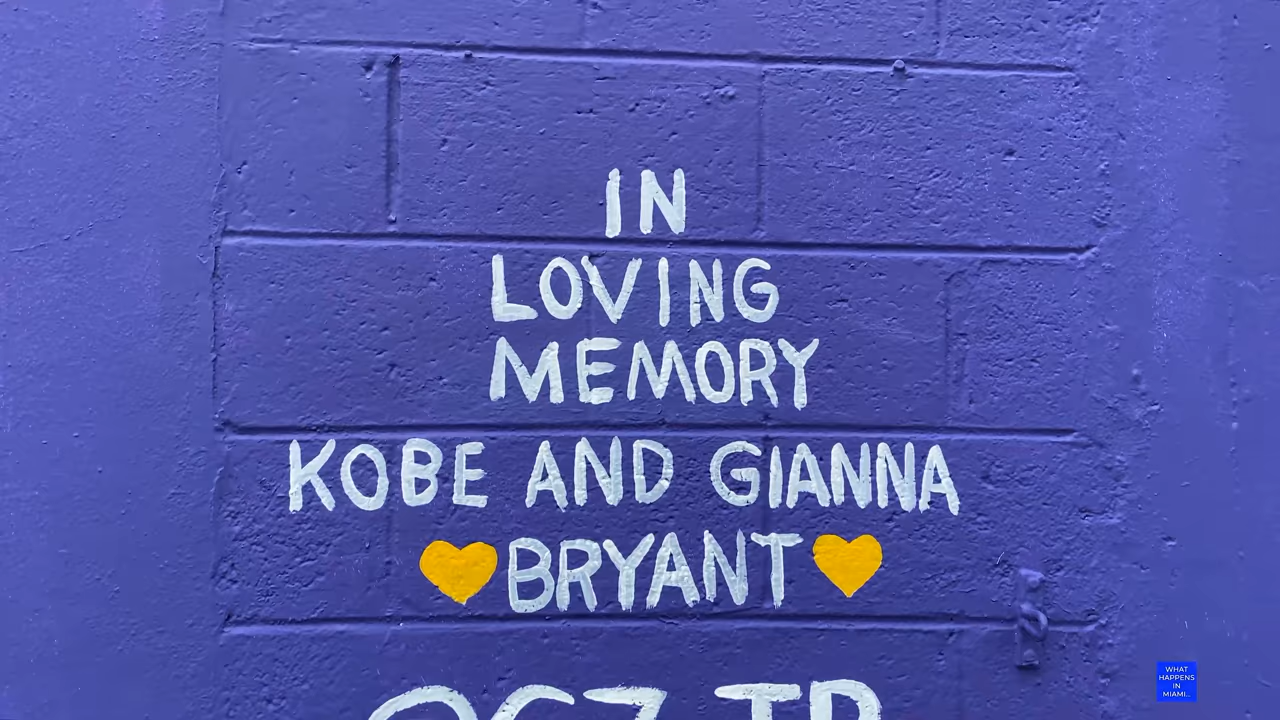 IN
LOVING
MEMORY
KOBE AND GIANNA
BRYANT
WHAT
HAPPENS
IN
MIAMI...